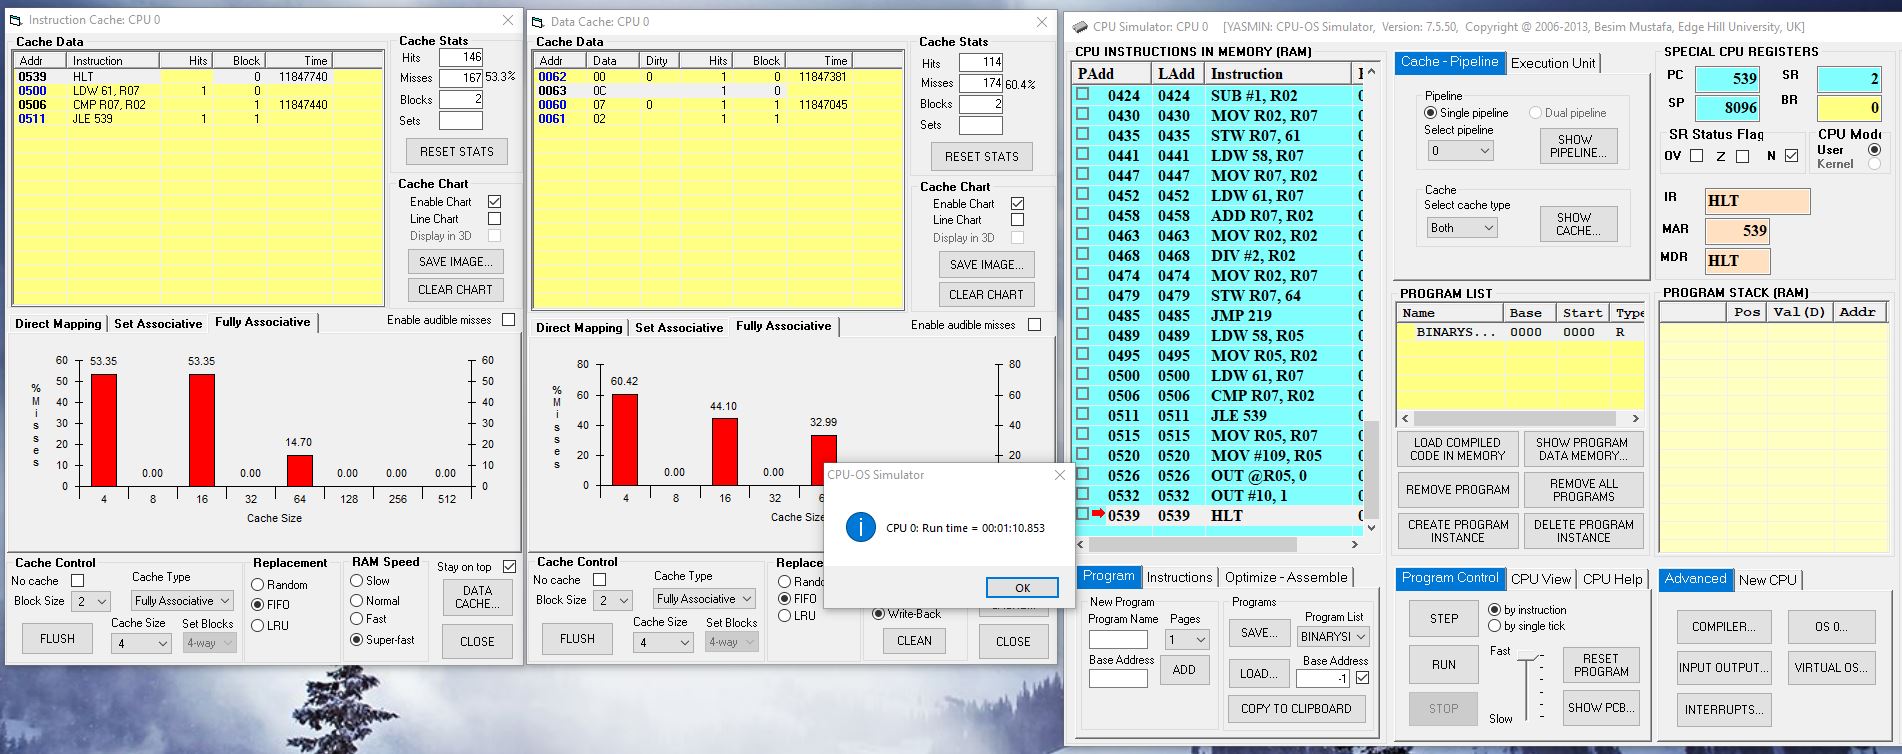 Instruction Cache: CPU 0
Cache Data
Addr Instruction Hits Block Time
0539 HLT 0 11847740
0500 LDW 61, R07 1 0
0506 CMP R07, R02 1 11847440
0511 JLE 539 1 1
Cache Stats
Hits 146
Misses 167 53.3%
Blocks 2
Sets
RESET STATS
Cache Chart
Enable Chart
Line Chart
Display in 3D
SAVE IMAGE...
CLEAR CHART
Direct Mapping Set Associative Fully Associative
Enable audible misses
% Misses
60 50 40 30 20 10 0
53.35 0.00 53.35 0.00 14.70 0.00 0.00 0.00
60 50 40 30 20 10 0
4 8 16 32 64 128 256 512
Cache Size
Cache Control
No cache
Block Size 2
Cache Type
Fully Associative
Cache Size Set Blocks
4 4-way
FLUSH
Replacement
Random
FIFO
LRU
RAM Speed
Slow
Normal
Fast
Super-fast
Stay on top
DATA CACHE...
CLOSE
Data Cache: CPU 0
Cache Data
Addr Data Dirty Hits Block Time
0062 00 0 1 0 11847381
0063 0C 1 0
0060 07 0 1 1 11847045
0061 02 1 1
Cache Stats
Hits 114
Misses 174 60.4%
Blocks 2
Sets
RESET STATS
Cache Chart
Enable Chart
Line Chart
Display in 3D
SAVE IMAGE...
CLEAR CHART
Direct Mapping Set Associative Fully Associative
Enable audible misses
% Misses
80 60 40 20 0
60.42 0.00 44.10 0.00 32.99
80 60 40
4 8 16 32
Cache Size
Cache Control
No cache
Block Size 2
Cache Type
Fully Associative
Cache Size Set Blocks
4 4-way
FLUSH
FIFO
LRU
Write-Back
CLEAN
CLOSE
CPU-OS Simulator
CPU 0: Run time = 00:01:10.853
OK
CPU Simulator: CPU 0 [YASMIN: CPU-OS Simulator, Version: 7.5.50, Copyright @ 2006-2013, Besim Mustafa, Edge Hill University, UK]
CPU INSTRUCTIONS IN MEMORY (RAM)
PAdd LAdd Instruction
0424 0424 SUB #1, R02
0430 0430 MOV R02, R07
0435 0435 STW R07, 61
0441 0441 LDW 58, R07
0447 0447 MOV R07, R02
0452 0452 LDW 61, R07
0458 0458 ADD R07, R02
0463 0463 MOV R02, R02
0468 0468 DIV #2, R02
0474 0474 MOV R02, R07
0479 0479 STW R07, 64
0485 0485 JMP 219
0489 0489 LDW 58, R05
0495 0495 MOV R05, R02
0500 0500 LDW 61, R07
0506 0506 CMP R07, R02
0511 0511 JLE 539
0515 0515 MOV R05, R07
0520 0520 MOV #109, R05
0526 0526 OUT @R05, 0
0532 0532 OUT #10, 1
0539 0539 HLT
Program Instructions Optimize - Assemble
New Program
Program Name Pages
1
Base Address
ADD
Programs
SAVE...
Program List
BINARYSI
LOAD...
Base Address
-1
COPY TO CLIPBOARD
Cache - Pipeline Execution Unit
Pipeline
Single pipeline Dual pipeline
Select pipeline
0
SHOW PIPELINE...
Cache
Select cache type
Both
SHOW CACHE...
SPECIAL CPU REGISTERS
PC 539 SR 2
SP 8096 BR 0
SR Status Flag
OV Z N
CPU Mode
User
Kernel
IR HLT
MAR 539
MDR HLT
PROGRAM LIST
Name Base Start Type
BINARYS... 0000 0000 R
LOAD COMPILED CODE IN MEMORY
SHOW PROGRAM DATA MEMORY...
REMOVE PROGRAM
REMOVE ALL PROGRAMS
CREATE PROGRAM INSTANCE
DELETE PROGRAM INSTANCE
PROGRAM STACK (RAM)
Pos Val(D) Addr
Program Control CPU View CPU Help
STEP
by instruction
by single tick
RUN
STOP
Fast
Slow
RESET PROGRAM
SHOW PCB...
Advanced New CPU
COMPILER... OS 0...
INPUT OUTPUT... VIRTUAL OS...
INTERRUPTS...